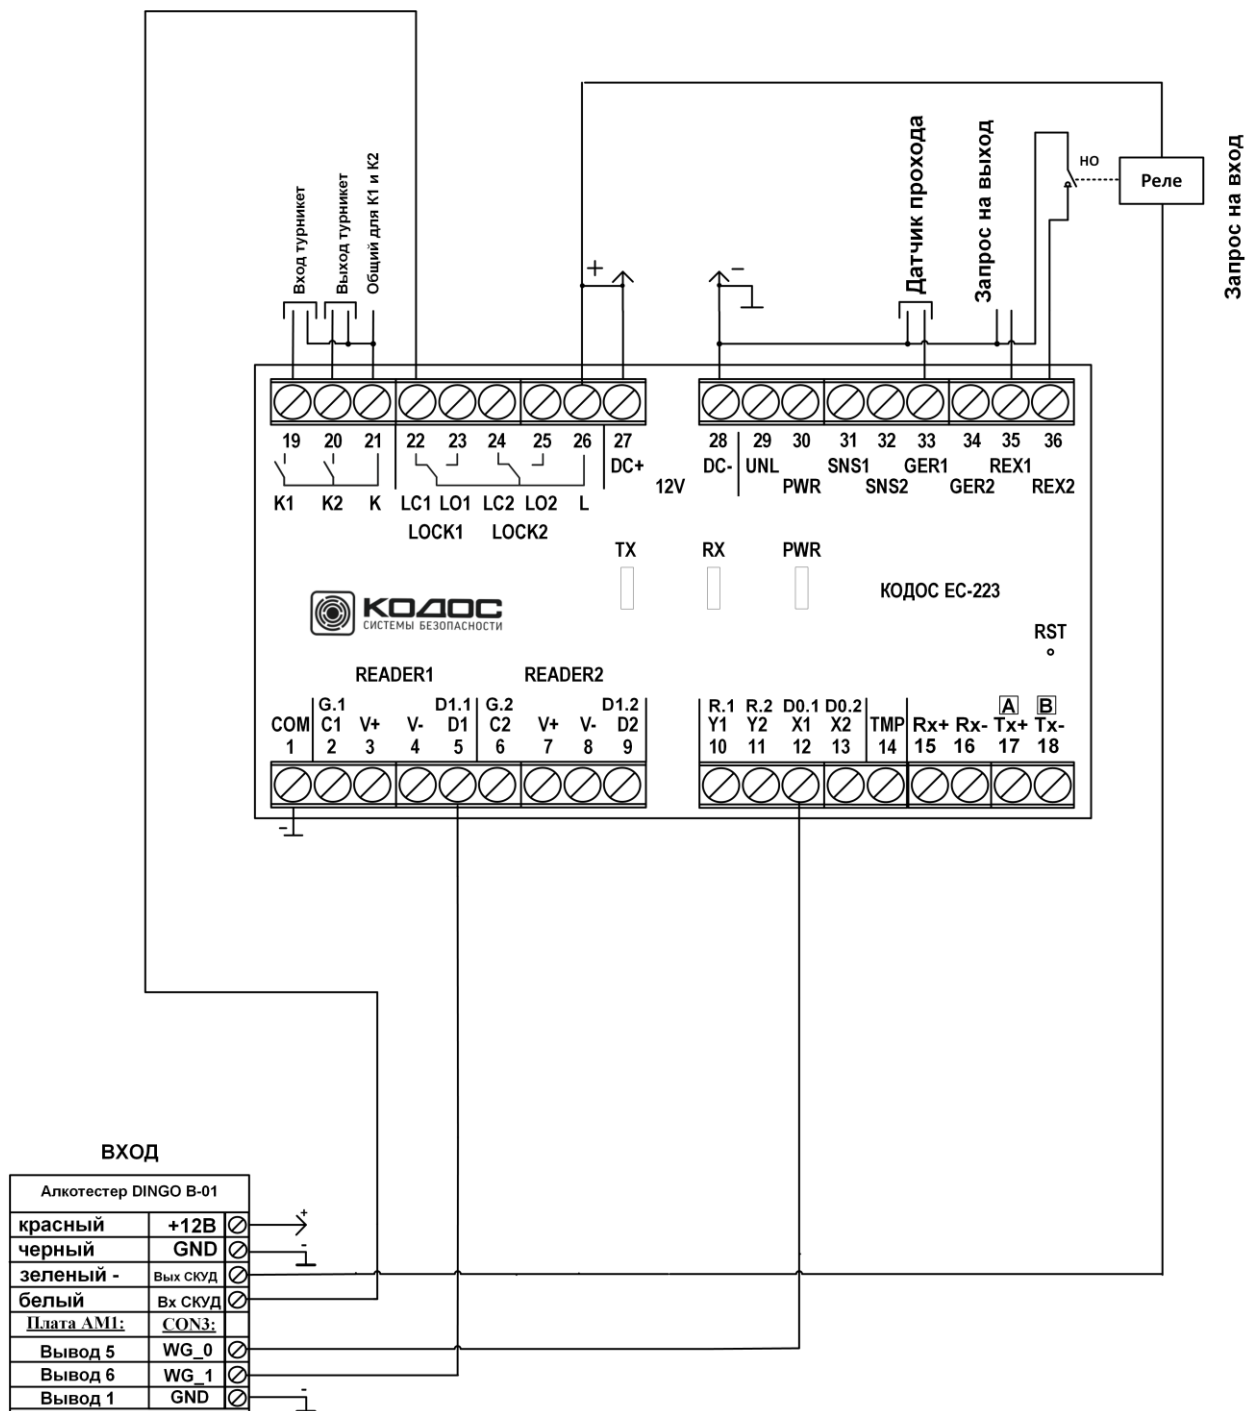 Вход турникет
Выход турникет
Общий для К1 и К2
Датчик прохода
Запрос на выход
НО
Реле
Запрос на вход
+
-
19 20 21 22 23 24 25 26 27 28 29 30 31 32 33 34 35 36
DC+ DC- UNL SNS1 GER1 REX1
12V PWR SNS2 GER2 REX2
K1 K2 K LC1 LO1 LC2 LO2 L
LOCK1 LOCK2
TX RX PWR
КОДОС ЕС-223
КОДОС
СИСТЕМЫ БЕЗОПАСНОСТИ
RST
READER1 READER2
G.1 D1.1 G.2 D1.2 R.1 R.2 D0.1 D0.2 A B
COM C1 V+ V- D1 C2 V+ V- D2 Y1 Y2 X1 X2 TMP Rx+ Rx- Tx+ Tx-
1 2 3 4 5 6 7 8 9 10 11 12 13 14 15 16 17 18
-
ВХОД
Алкотестер DINGO B-01
красный +12В +
черный GND -
зеленый - Вых СКУД
белый Вх СКУД
Плата АМ1: CON3:
Вывод 5 WG_0
Вывод 6 WG_1
Вывод 1 GND -